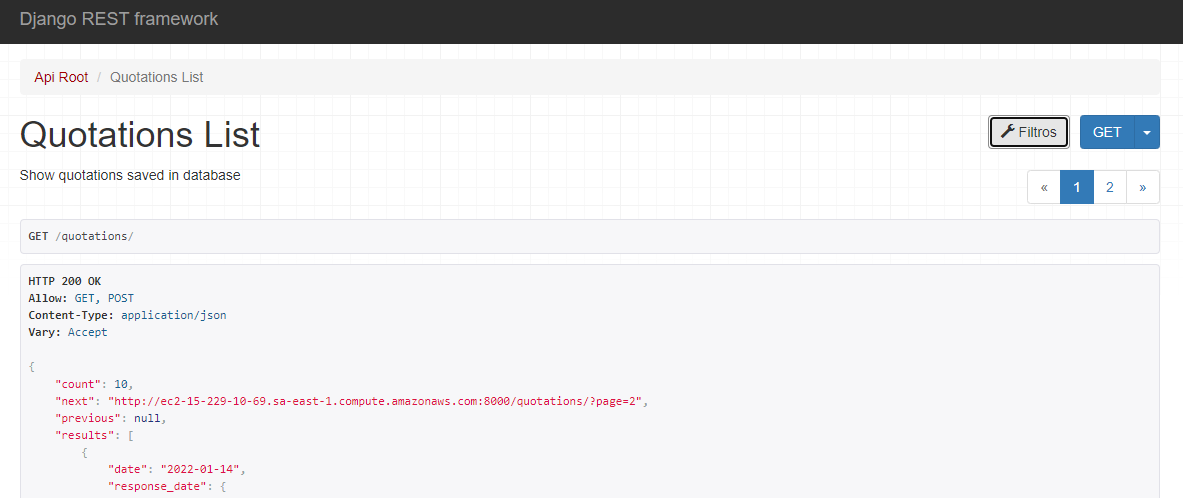 Django REST framework
Api Root / Quotations List
Quotations List
Filtros
GET
Show quotations saved in database
« 1 2 »
GET /quotations/
HTTP 200 OK
Allow: GET, POST
Content-Type: application/json
Vary: Accept
{
"count": 10,
"next": "http://ec2-15-229-10-69.sa-east-1.compute.amazonaws.com:8000/quotations/?page=2",
"previous": null,
"results": [
{
"date": "2022-01-14",
"response_date": {